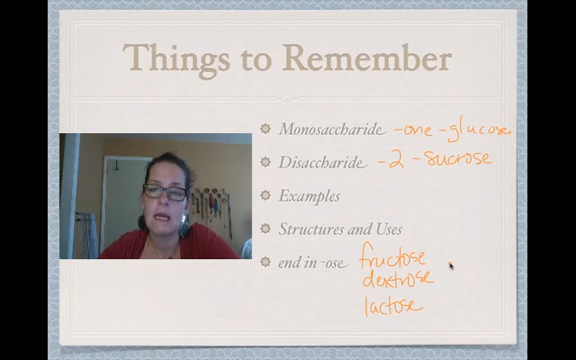 Things to Remember
Monosaccharide -one -glucose
Disaccharide -2 -sucrose
Examples
Structures and Uses
end in -ose fructose
dextrose
lactose